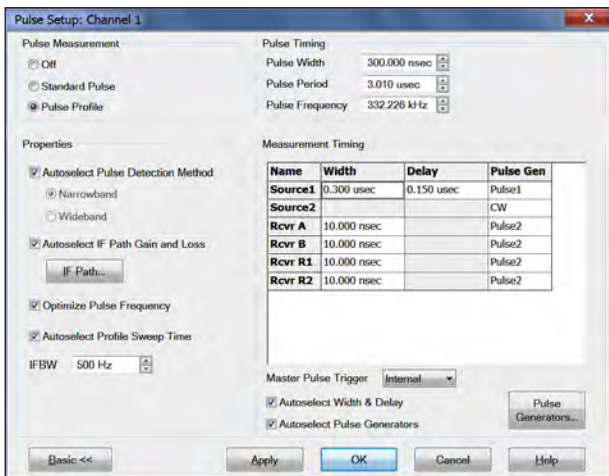 Pulse Setup: Channel 1
Pulse Measurement
Off
Standard Pulse
Pulse Profile
Pulse Timing
Pulse Width 300.000 nsec
Pulse Period 3.010 usec
Pulse Frequency 332.226 kHz
Properties
Autoselect Pulse Detection Method
Narrowband
Wideband
Autoselect IF Path Gain and Loss
IF Path...
Optimize Pulse Frequency
Autoselect Profile Sweep Time
IFBW 500 Hz
Measurement Timing
Name Width Delay Pulse Gen
Source1 0.300 usec 0.150 usec Pulse1
Source2 CW
Rcvr A 10.000 nsec Pulse2
Rcvr B 10.000 nsec Pulse2
Rcvr R1 10.000 nsec Pulse2
Rcvr R2 10.000 nsec Pulse2
Master Pulse Trigger Internal
Autoselect Width & Delay
Autoselect Pulse Generators
Pulse
Generators...
Basic << Apply OK Cancel Help